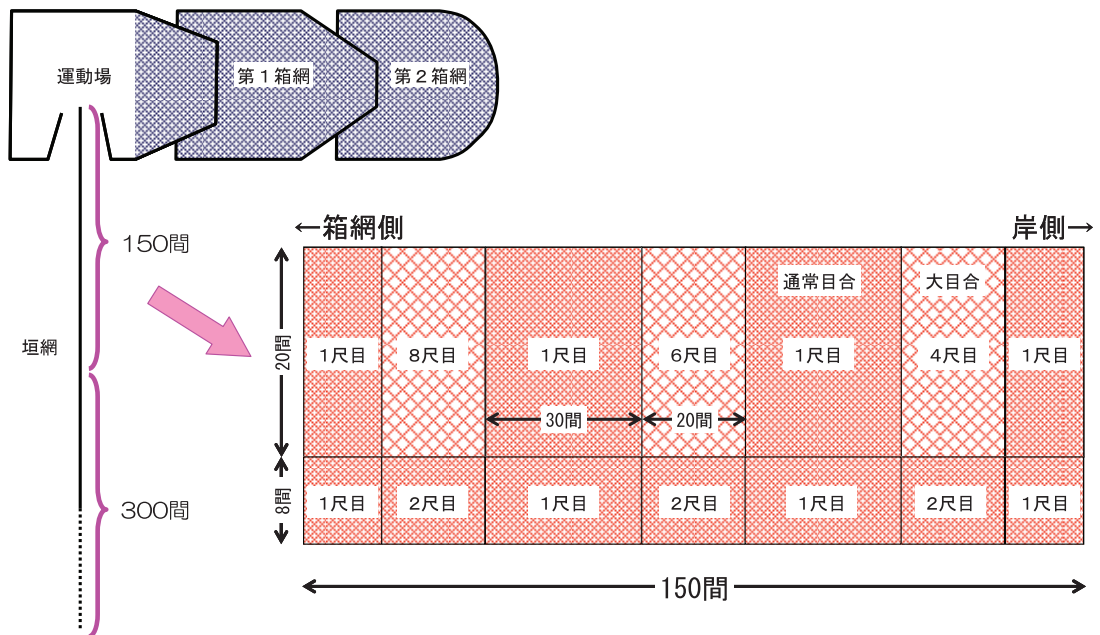 運動場
第1箱網
第2箱網
150間
垣網
300間
←箱網側
岸側→
通常目合
大目合
20間
1尺目
8尺目
1尺目
6尺目
1尺目
4尺目
1尺目
30間
20間
8間
1尺目
2尺目
1尺目
2尺目
1尺目
2尺目
1尺目
150間